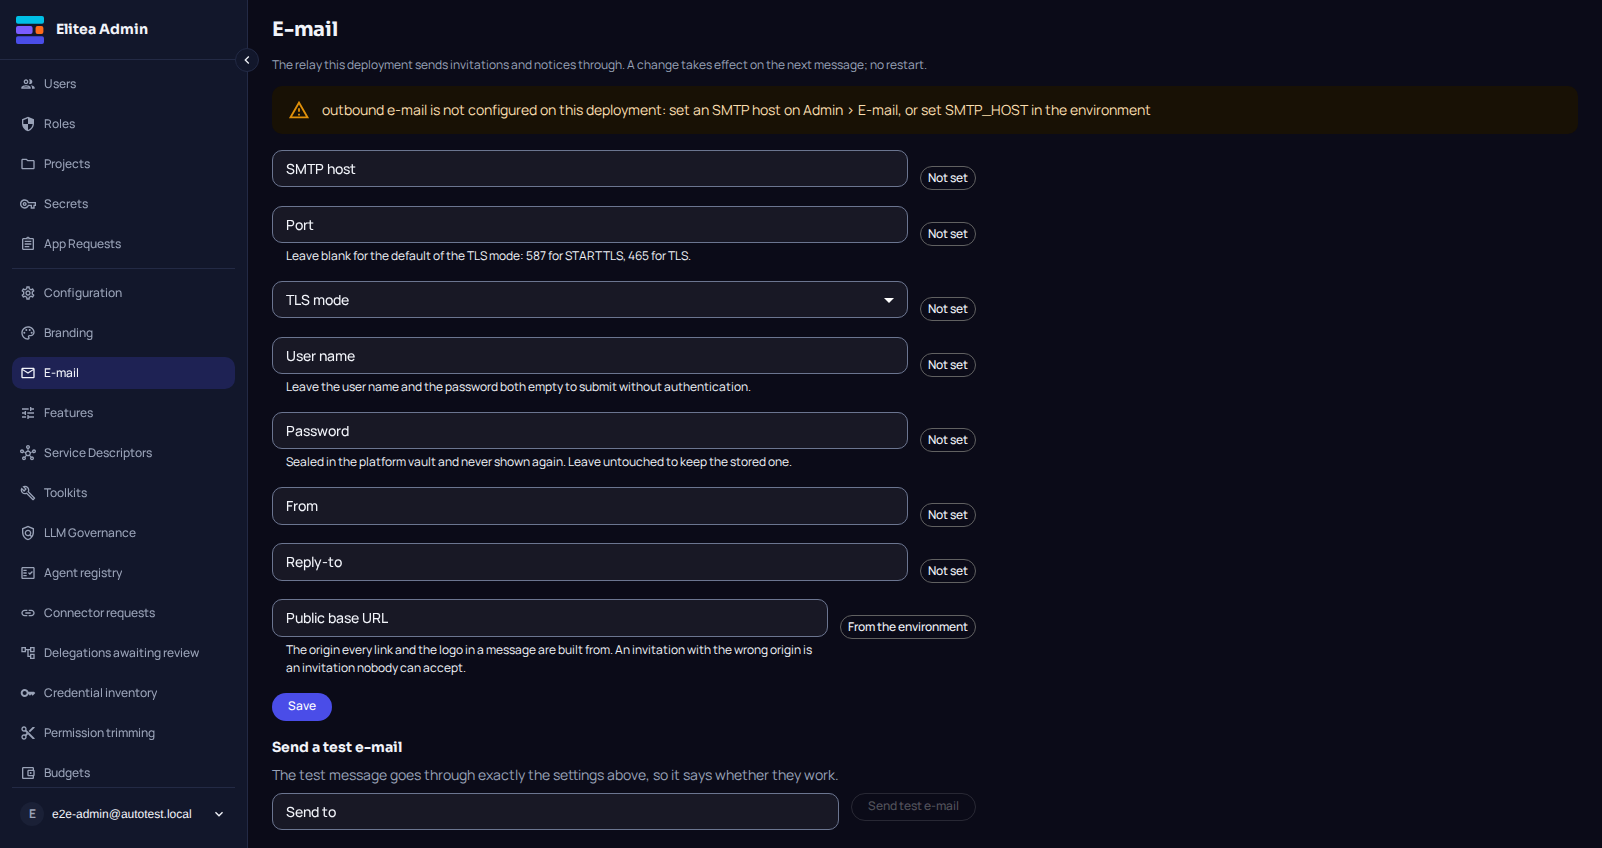 Elitea Admin
Users
Roles
Projects
Secrets
App Requests
Configuration
Branding
E-mail
Features
Service Descriptors
Toolkits
LLM Governance
Agent registry
Connector requests
Delegations awaiting review
Credential inventory
Permission trimming
Budgets
E e2e-admin@autotest.local
E-mail
The relay this deployment sends invitations and notices through. A change takes effect on the next message; no restart.
outbound e-mail is not configured on this deployment: set an SMTP host on Admin > E-mail, or set SMTP_HOST in the environment
SMTP host Not set
Port Not set
Leave blank for the default of the TLS mode: 587 for STARTTLS, 465 for TLS.
TLS mode Not set
User name Not set
Leave the user name and the password both empty to submit without authentication.
Password Not set
Sealed in the platform vault and never shown again. Leave untouched to keep the stored one.
From Not set
Reply-to Not set
Public base URL From the environment
The origin every link and the logo in a message are built from. An invitation with the wrong origin is
an invitation nobody can accept.
Save
Send a test e-mail
The test message goes through exactly the settings above, so it says whether they work.
Send to Send test e-mail